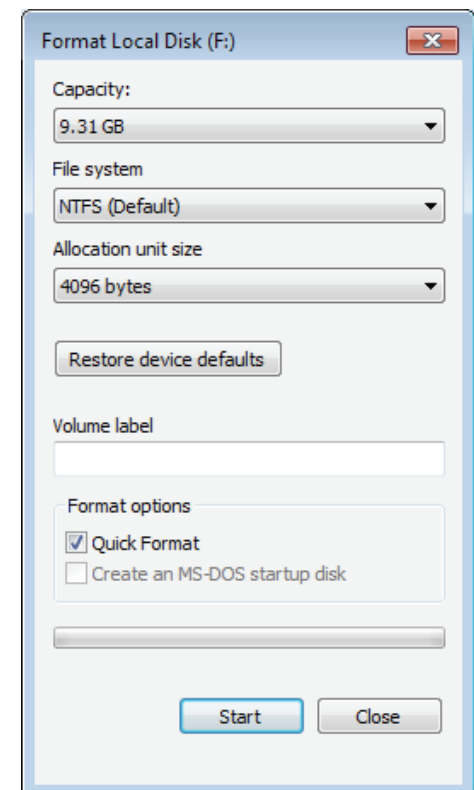 Format Local Disk (F:)
Capacity:
9.31 GB
File system
NTFS (Default)
Allocation unit size
4096 bytes
Restore device defaults
Volume label
Format options
Quick Format
Create an MS-DOS startup disk
Start Close